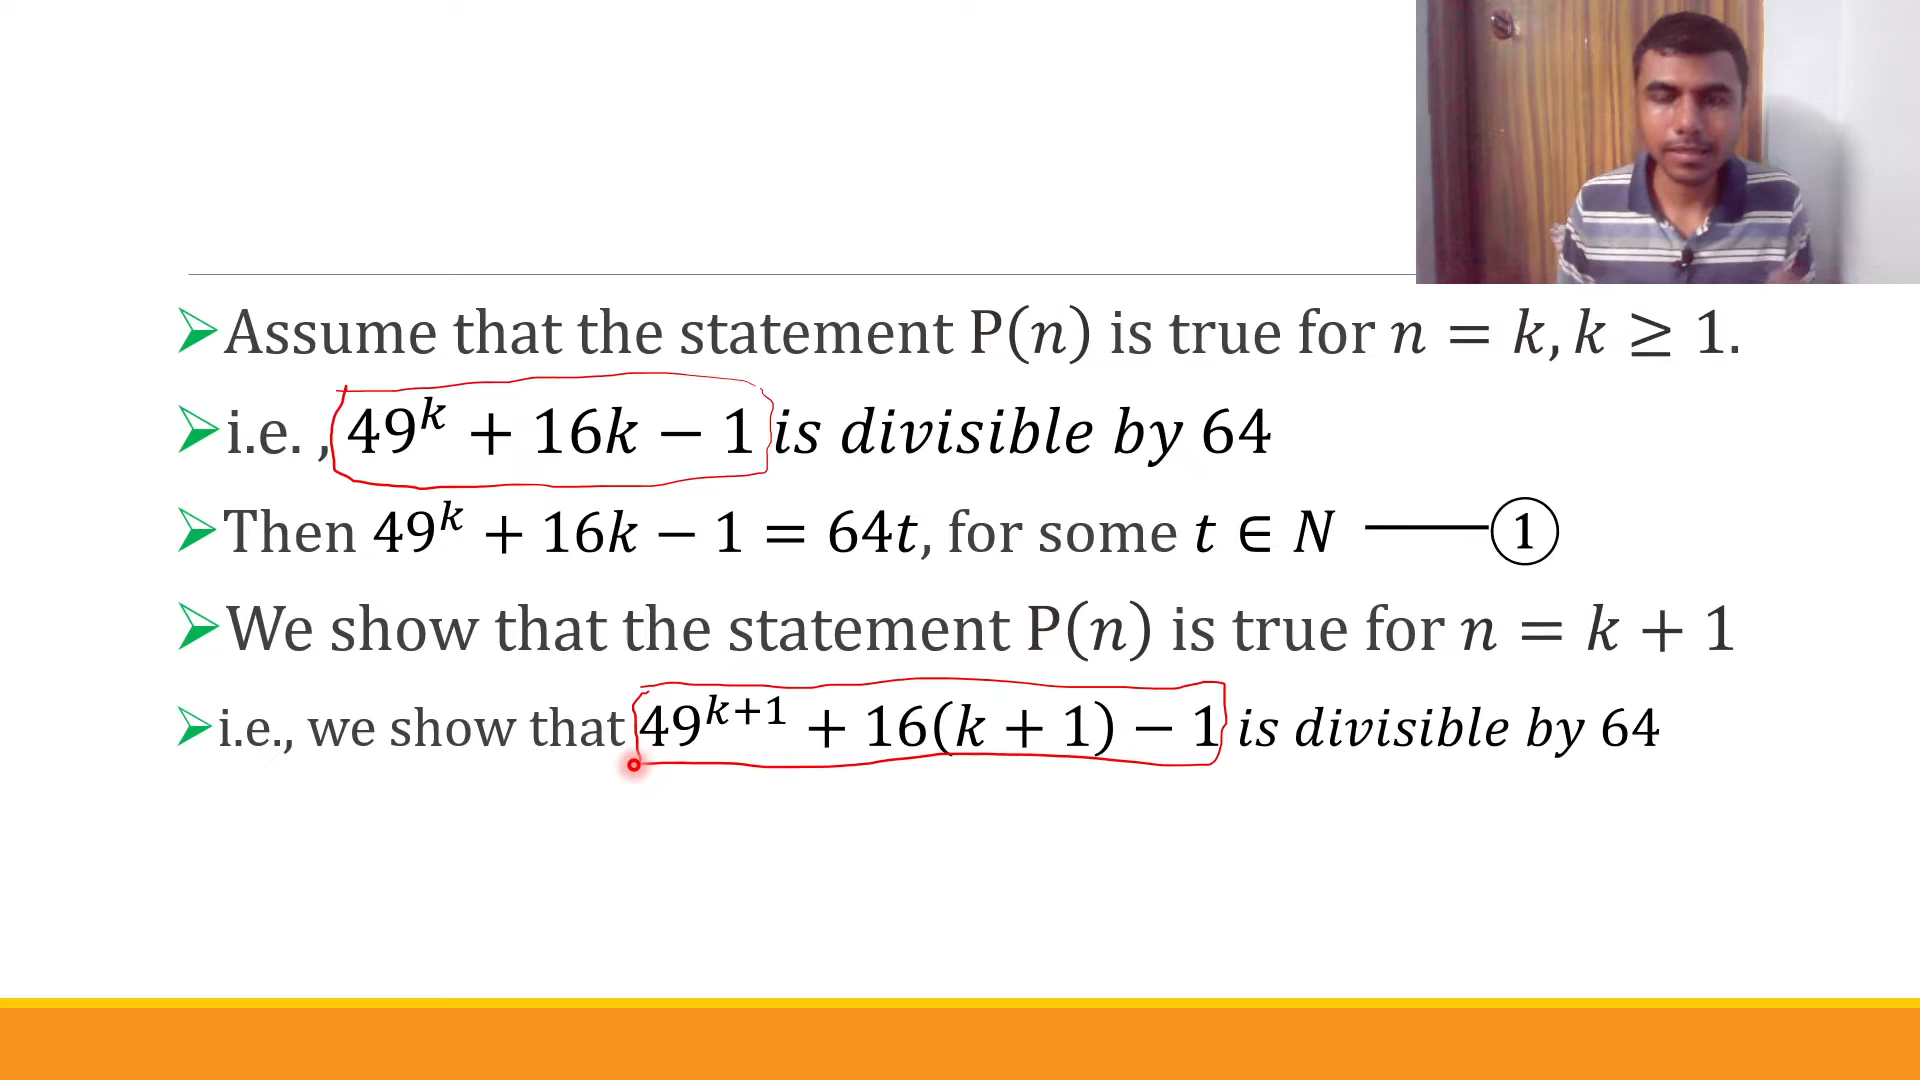 Assume that the statement P(n) is true for n = k, k ≥ 1.
i.e. , 49^k + 16k − 1 is divisible by 64
Then 49^k + 16k − 1 = 64t, for some t ∈ N —— ①
We show that the statement P(n) is true for n = k + 1
i.e., we show that 49^{k+1} + 16(k + 1) − 1 is divisible by 64